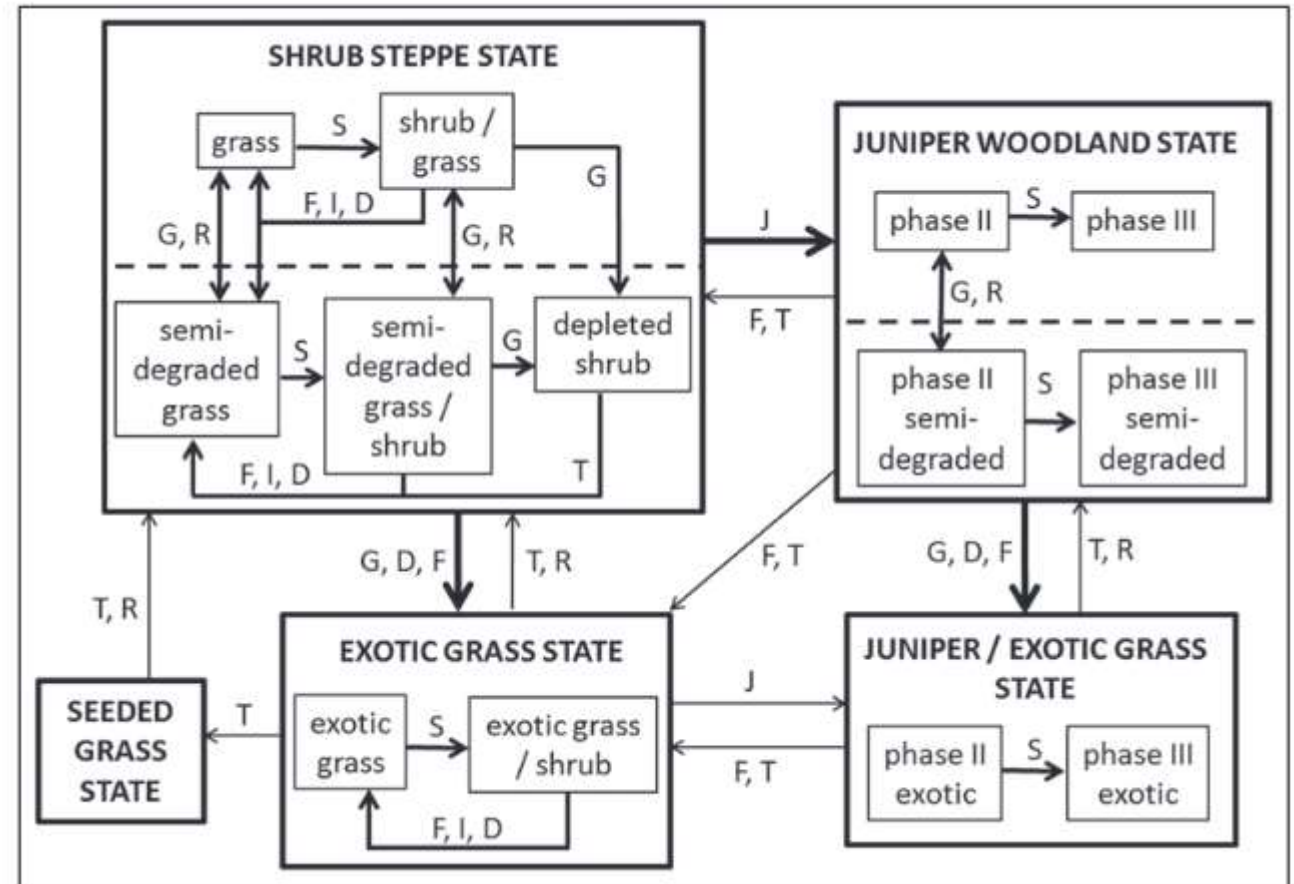 SHRUB STEPPE STATE
grass
S
shrub /
grass
G
F, I, D
G, R
G, R
semi-
degraded
grass
S
semi-
degraded
grass /
shrub
G
depleted
shrub
F, I, D
T
J
F, T
JUNIPER WOODLAND STATE
phase II
S
phase III
G, R
phase II
semi-
degraded
S
phase III
semi-
degraded
G, D, F
T, R
F, T
G, D, F
T, R
T, R
SEEDED
GRASS
STATE
T
EXOTIC GRASS STATE
exotic
grass
S
exotic grass
/ shrub
F, I, D
J
F, T
JUNIPER / EXOTIC GRASS
STATE
phase II
exotic
S
phase III
exotic